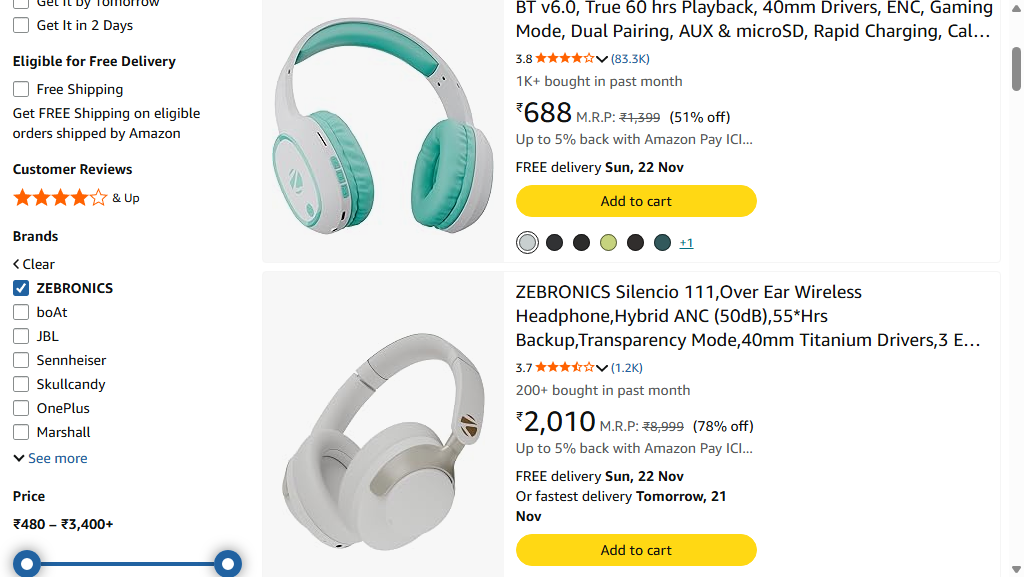 Get It by Tomorrow
Get It in 2 Days
Eligible for Free Delivery
Free Shipping
Get FREE Shipping on eligible
orders shipped by Amazon
Customer Reviews
& Up
Brands
Clear
ZEBRONICS
boAt
JBL
Sennheiser
Skullcandy
OnePlus
Marshall
See more
Price
₹480 – ₹3,400+
BT v6.0, True 60 hrs Playback, 40mm Drivers, ENC, Gaming
Mode, Dual Pairing, AUX & microSD, Rapid Charging, Cal...
3.8 (83.3K)
1K+ bought in past month
₹688 M.R.P: ₹1,399 (51% off)
Up to 5% back with Amazon Pay ICI...
FREE delivery Sun, 22 Nov
Add to cart
+1
ZEBRONICS Silencio 111,Over Ear Wireless
Headphone,Hybrid ANC (50dB),55*Hrs
Backup,Transparency Mode,40mm Titanium Drivers,3 E...
3.7 (1.2K)
200+ bought in past month
₹2,010 M.R.P: ₹8,999 (78% off)
Up to 5% back with Amazon Pay ICI...
FREE delivery Sun, 22 Nov
Or fastest delivery Tomorrow, 21
Nov
Add to cart